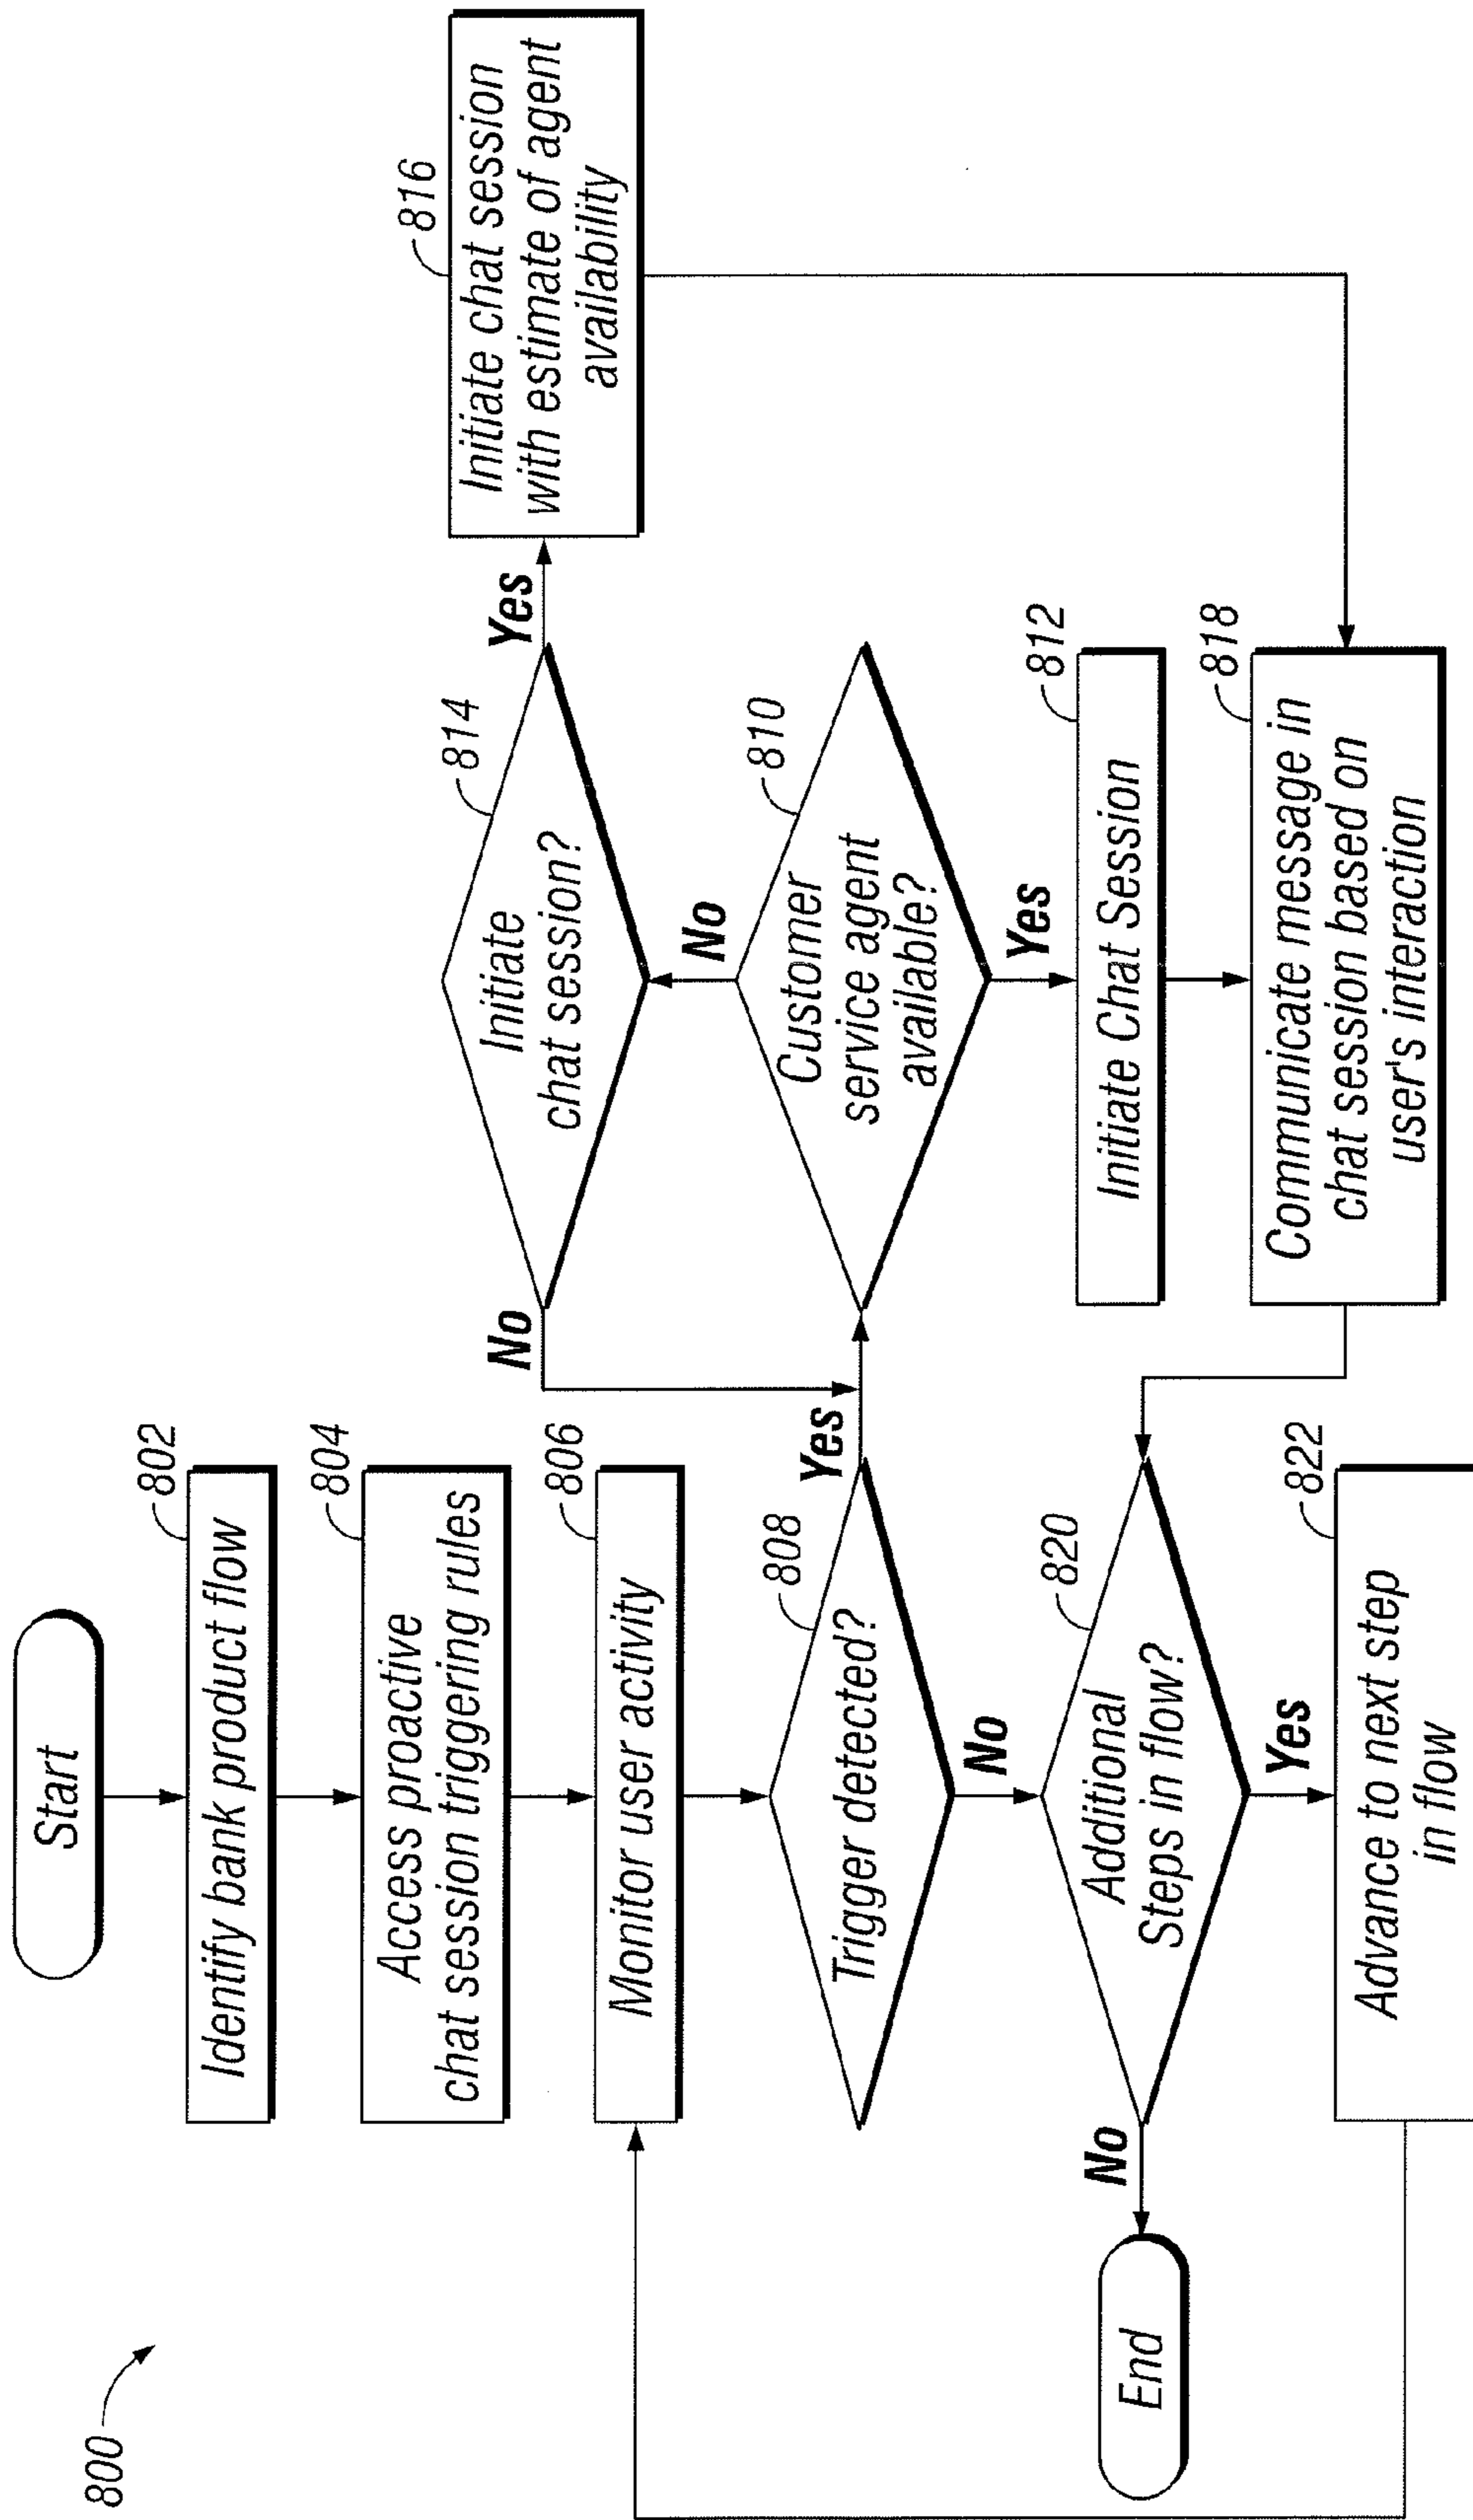 800
Start
802
Identify bank product flow
804
Access proactive
chat session triggering rules
806
Monitor user activity
808
Trigger detected?
Yes
No
810
Customer
service agent
available?
No
Yes
814
Initiate
chat session?
No
Yes
816
Initiate chat session
with estimate of agent
availability
812
Initiate Chat Session
818
Communicate message in
chat session based on
user's interaction
820
Additional
Steps in flow?
No
End
Yes
822
Advance to next step
in flow